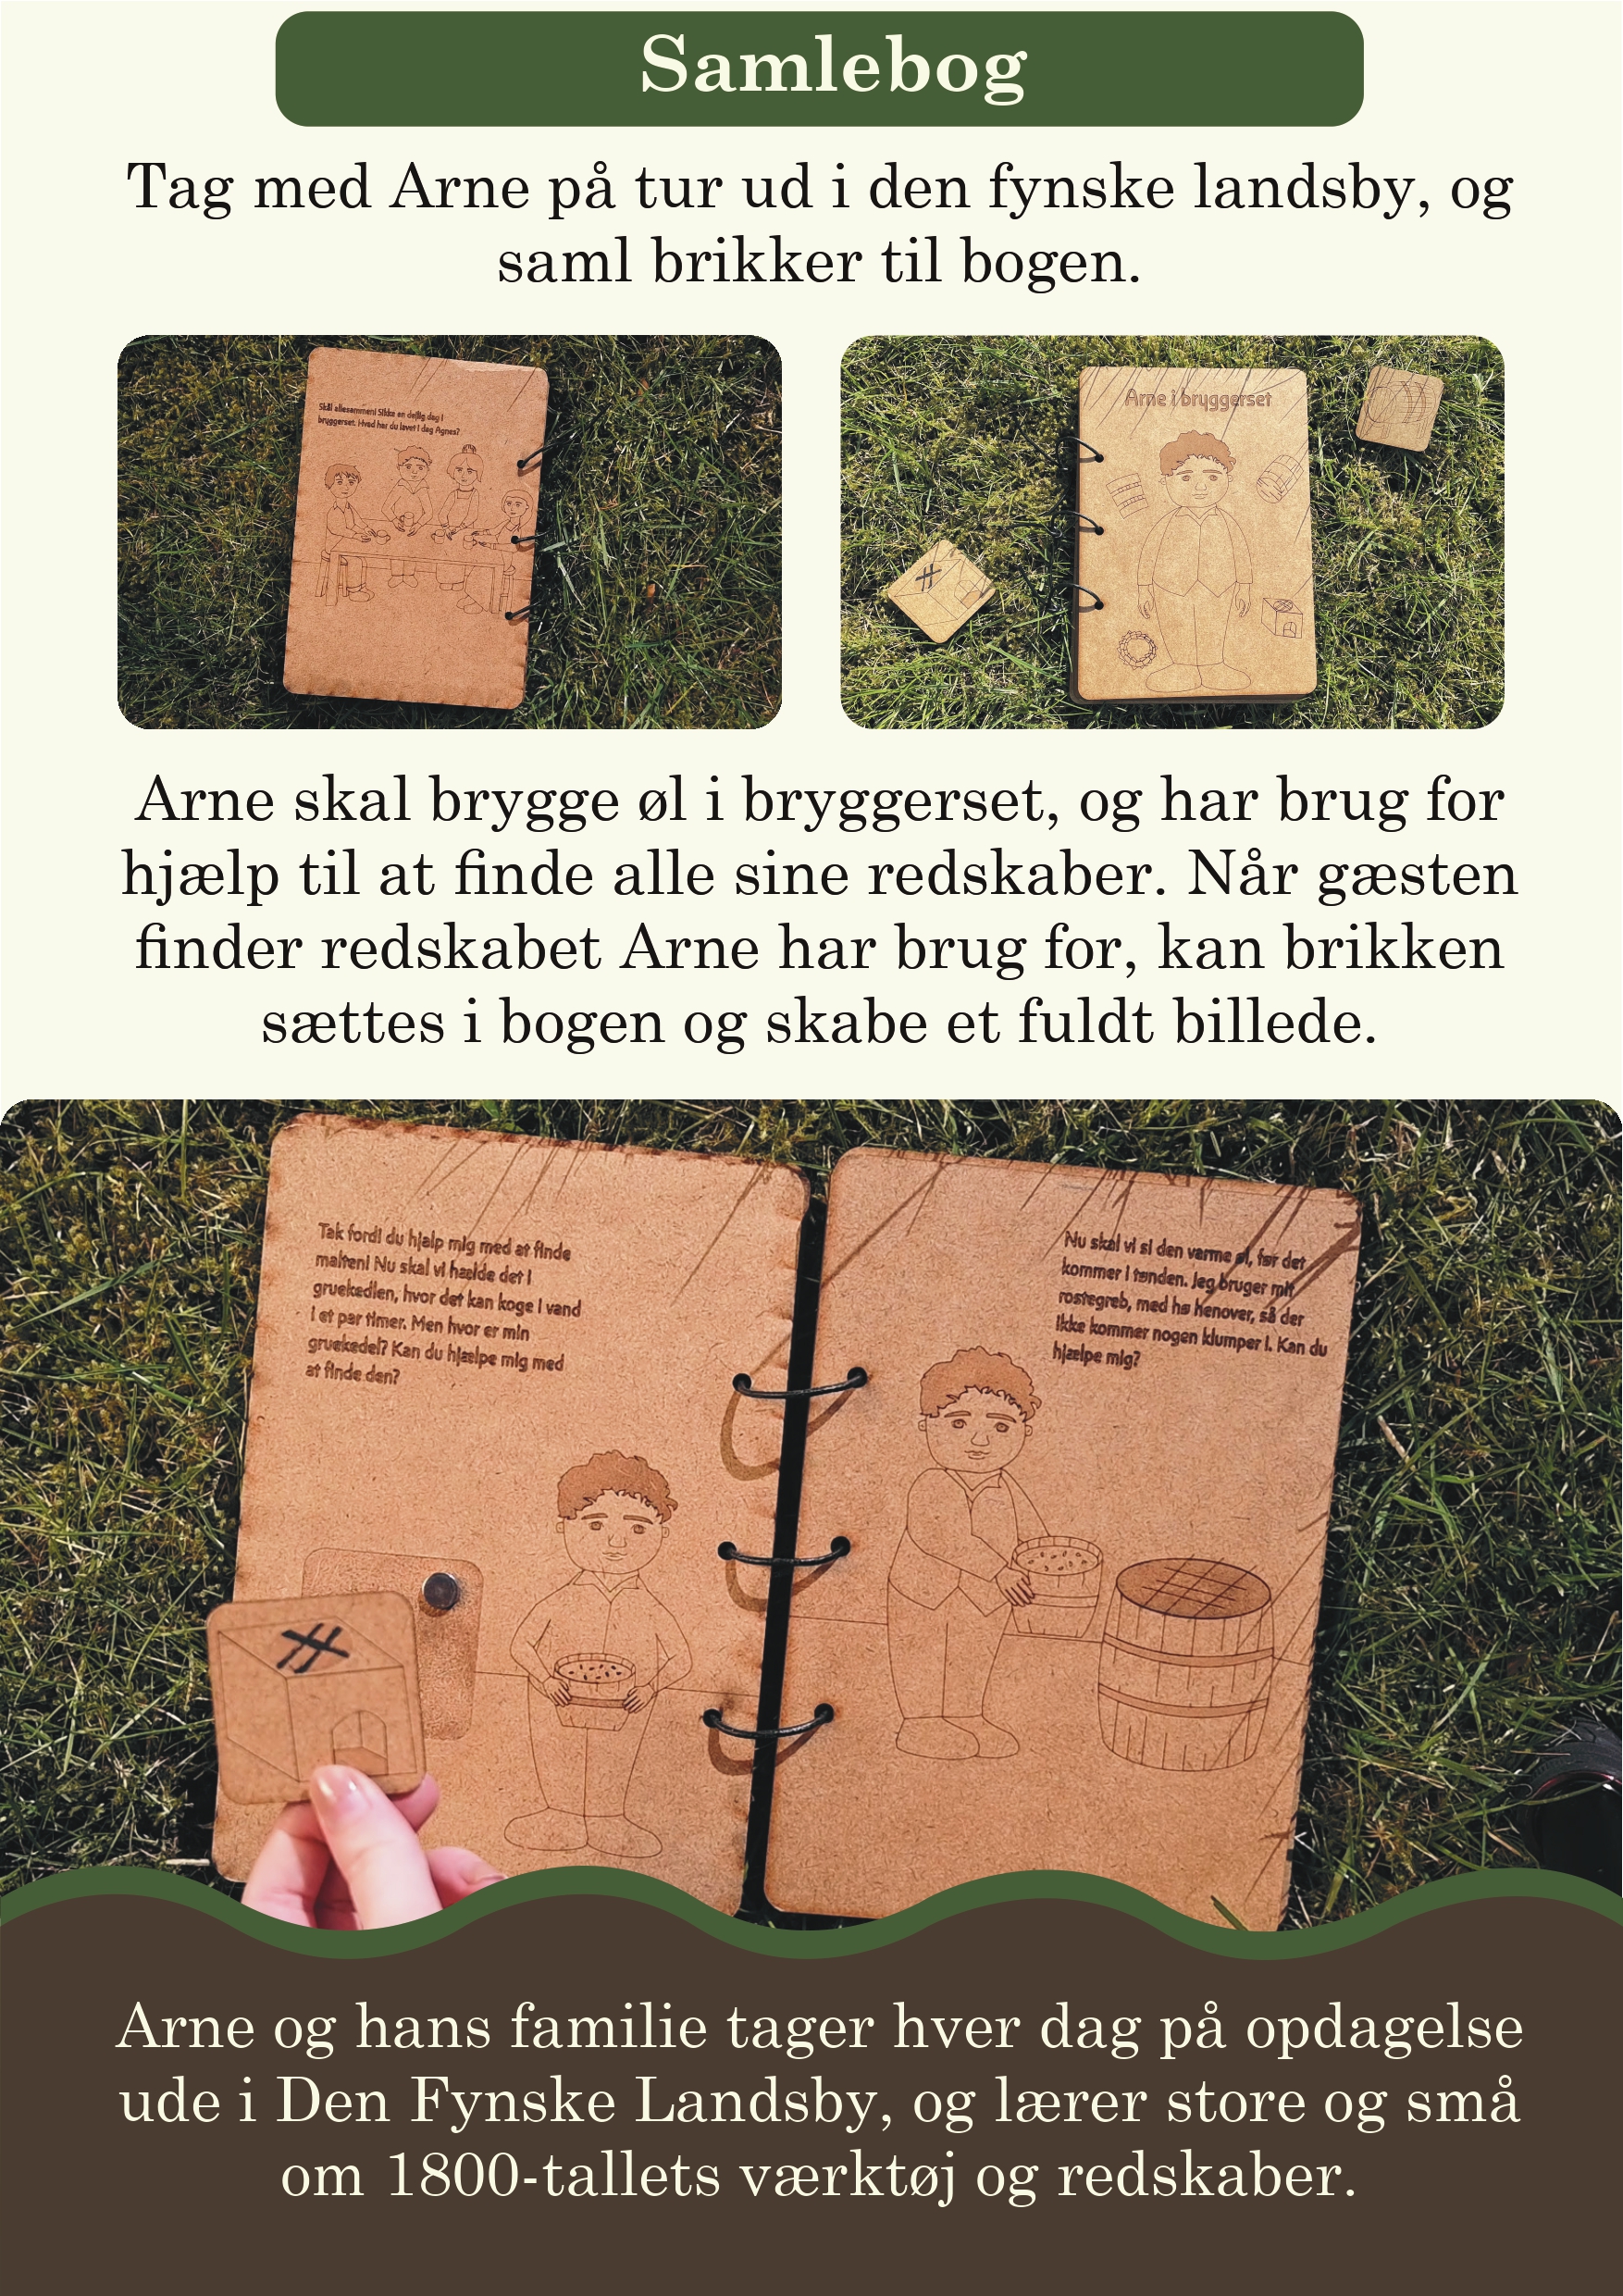 Samlebog
Tag med Arne på tur ud i den fynske landsby, og
saml brikker til bogen.
Skål allesammen! Sikke en dejlig dag i
bryggerset. Hvad har du lavet i dag Agnes?
Arne i bryggerset
Arne skal brygge øl i bryggerset, og har brug for
hjælp til at finde alle sine redskaber. Når gæsten
finder redskabet Arne har brug for, kan brikken
sættes i bogen og skabe et fuldt billede.
Tak fordi du hjalp mig med at finde
malten! Nu skal vi hælde det i
gruekedlen, hvor det kan koge i vand
i et par timer. Men hvor er min
gruekedel? Kan du hjælpe mig med
at finde den?
Nu skal vi si den varme øl, før det
kommer i tønden. Jeg bruger mit
rostegreb, med hø henover, så der
ikke kommer nogen klumper i. Kan du
hjælpe mig?
Arne og hans familie tager hver dag på opdagelse
ude i Den Fynske Landsby, og lærer store og små
om 1800-tallets værktøj og redskaber.